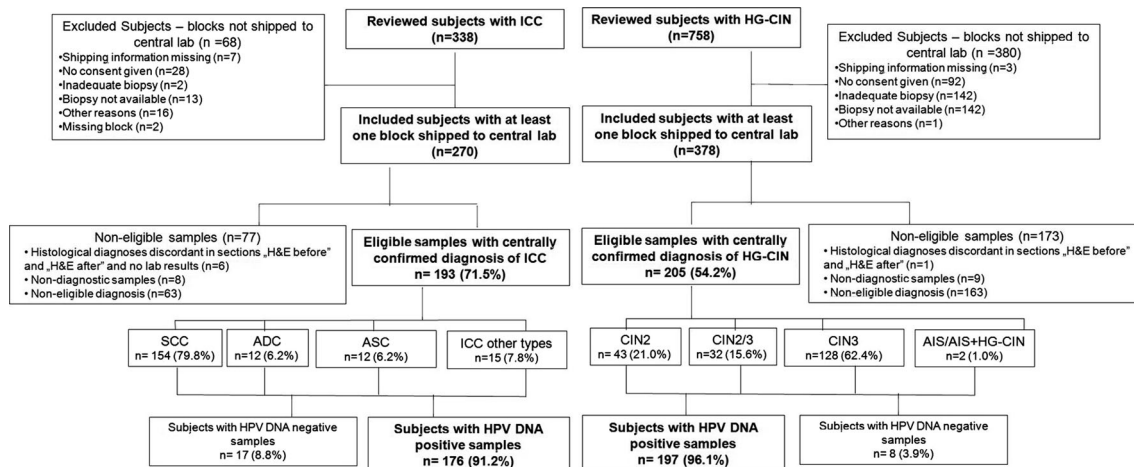 Excluded Subjects – blocks not shipped to
central lab (n =68)
•Shipping information missing (n=7)
•No consent given (n=28)
•Inadequate biopsy (n=2)
•Biopsy not available (n=13)
•Other reasons (n=16)
•Missing block (n=2)
Reviewed subjects with ICC
(n=338)
Reviewed subjects with HG-CIN
(n=758)
Excluded Subjects – blocks not shipped to
central lab (n =380)
•Shipping information missing (n=3)
•No consent given (n=92)
•Inadequate biopsy (n=142)
•Biopsy not available (n=142)
•Other reasons (n=1)
Included subjects with at least
one block shipped to central lab
(n=270)
Included subjects with at least
one block shipped to central lab
(n=378)
Non-eligible samples (n=77)
• Histological diagnoses discordant in sections „H&E before”
and „H&E after” and no lab results (n=6)
• Non-diagnostic samples (n=8)
• Non-eligible diagnosis (n=63)
Eligible samples with centrally
confirmed diagnosis of ICC
n= 193 (71.5%)
Eligible samples with centrally
confirmed diagnosis of HG-CIN
n= 205 (54.2%)
Non-eligible samples (n=173)
• Histological diagnoses discordant in sections „H&E
before” and „H&E after” (n=1)
• Non-diagnostic samples (n=9)
• Non-eligible diagnosis (n=163)
SCC
n= 154 (79.8%)
ADC
n=12 (6.2%)
ASC
n=12 (6.2%)
ICC other types
n=15 (7.8%)
CIN2
n= 43 (21.0%)
CIN2/3
n=32 (15.6%)
CIN3
n=128 (62.4%)
AIS/AIS+HG-CIN
n=2 (1.0%)
Subjects with HPV DNA negative
samples
n= 17 (8.8%)
Subjects with HPV DNA
positive samples
n= 176 (91.2%)
Subjects with HPV DNA
positive samples
n= 197 (96.1%)
Subjects with HPV DNA negative
samples
n= 8 (3.9%)